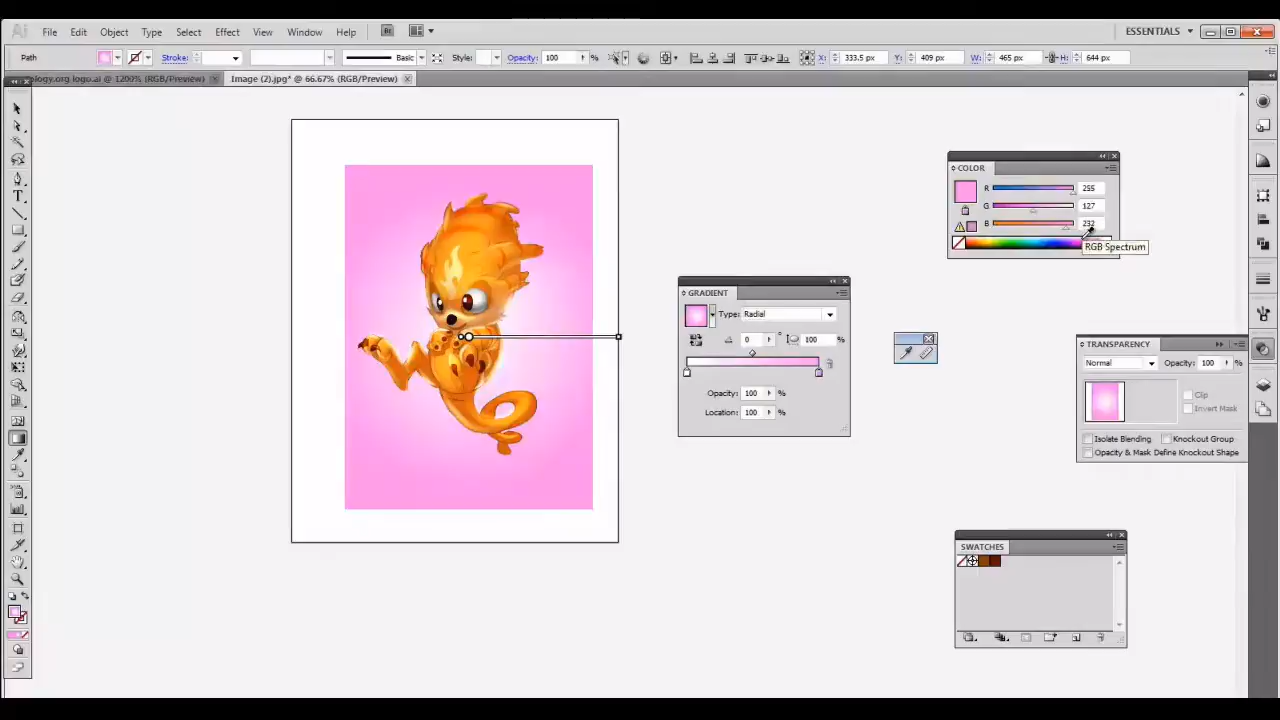 Ai File Edit Object Type Select Effect View Window Help Br ESSENTIALS
Path Stroke: Basic Style: Opacity: 100 % X: 333.5 px Y: 409 px W: 465 px H: 644 px
ology.org logo.ai @ 1200% (RGB/Preview) Image (2).jpg* @ 66.67% (RGB/Preview)
COLOR
R 255
G 127
B 232
RGB Spectrum
GRADIENT
Type: Radial
0 ° 100 %
Opacity: 100 %
Location: 100 %
TRANSPARENCY
Normal Opacity: 100 %
Clip
Invert Mask
Isolate Blending Knockout Group
Opacity & Mask Define Knockout Shape
SWATCHES